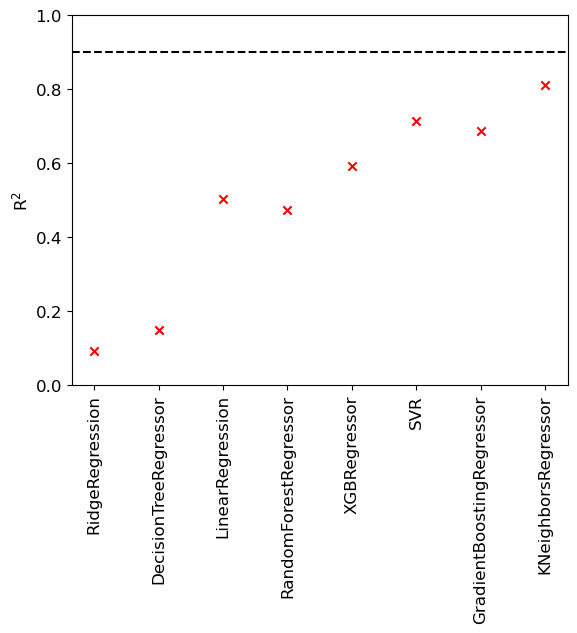 1.0
0.8
0.6
0.4
0.2
0.0
R²
RidgeRegression
DecisionTreeRegressor
LinearRegression
RandomForestRegressor
XGBRegressor
SVR
GradientBoostingRegressor
KNeighborsRegressor